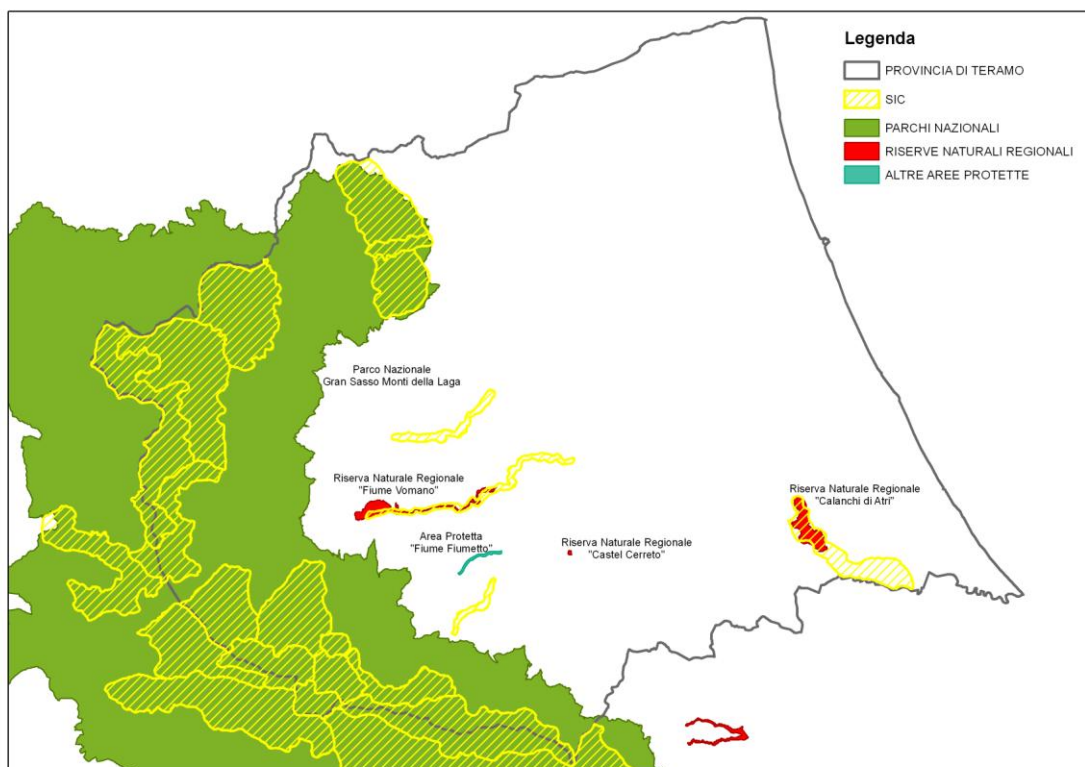 Legenda
PROVINCIA DI TERAMO
SIC
PARCHI NAZIONALI
RISERVE NATURALI REGIONALI
ALTRE AREE PROTETTE
Parco Nazionale
Gran Sasso Monti della Laga
Riserva Naturale Regionale
"Fiume Vomano"
Riserva Naturale Regionale
"Calanchi di Atri"
Area Protetta
"Fiume Fiumetto"
Riserva Naturale Regionale
"Castel Cerreto"